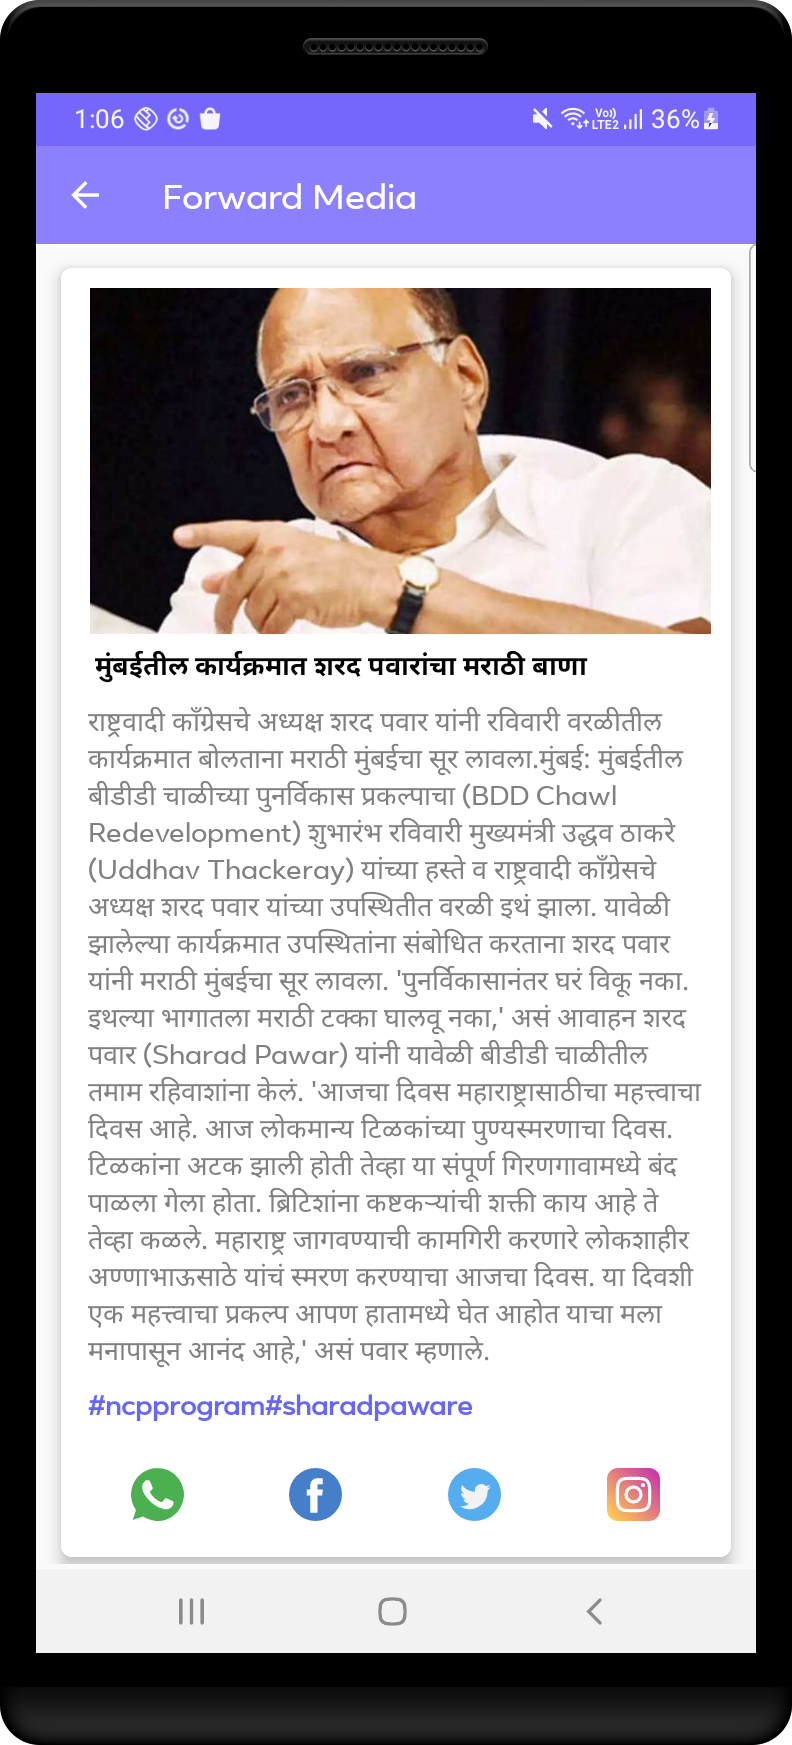 1:06
Vo)) LTE2 36%
Forward Media
मुंबईतील कार्यक्रमात शरद पवारांचा मराठी बाणा
राष्ट्रवादी काँग्रेसचे अध्यक्ष शरद पवार यांनी रविवारी वरळीतील
कार्यक्रमात बोलताना मराठी मुंबईचा सूर लावला.मुंबई: मुंबईतील
बीडीडी चाळीच्या पुनर्विकास प्रकल्पाचा (BDD Chawl
Redevelopment) शुभारंभ रविवारी मुख्यमंत्री उद्धव ठाकरे
(Uddhav Thackeray) यांच्या हस्ते व राष्ट्रवादी काँग्रेसचे
अध्यक्ष शरद पवार यांच्या उपस्थितीत वरळी इथं झाला. यावेळी
झालेल्या कार्यक्रमात उपस्थितांना संबोधित करताना शरद पवार
यांनी मराठी मुंबईचा सूर लावला. 'पुनर्विकासानंतर घरं विकू नका.
इथल्या भागातला मराठी टक्का घालवू नका,' असं आवाहन शरद
पवार (Sharad Pawar) यांनी यावेळी बीडीडी चाळीतील
तमाम रहिवाशांना केलं. 'आजचा दिवस महाराष्ट्रासाठीचा महत्त्वाचा
दिवस आहे. आज लोकमान्य टिळकांच्या पुण्यस्मरणाचा दिवस.
टिळकांना अटक झाली होती तेव्हा या संपूर्ण गिरणगावामध्ये बंद
पाळला गेला होता. ब्रिटिशांना कष्टकऱ्यांची शक्ती काय आहे ते
तेव्हा कळले. महाराष्ट्र जागवण्याची कामगिरी करणारे लोकशाहीर
अण्णाभाऊसाठे यांचं स्मरण करण्याचा आजचा दिवस. या दिवशी
एक महत्त्वाचा प्रकल्प आपण हातामध्ये घेत आहोत याचा मला
मनापासून आनंद आहे,' असं पवार म्हणाले.
#ncpprogram#sharadpaware